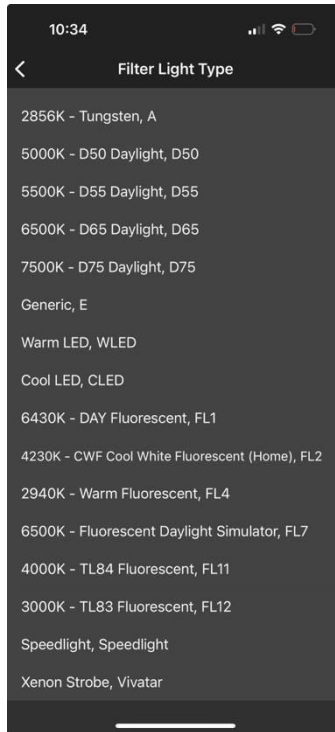 10:34
Filter Light Type
2856K - Tungsten, A
5000K - D50 Daylight, D50
5500K - D55 Daylight, D55
6500K - D65 Daylight, D65
7500K - D75 Daylight, D75
Generic, E
Warm LED, WLED
Cool LED, CLED
6430K - DAY Fluorescent, FL1
4230K - CWF Cool White Fluorescent (Home), FL2
2940K - Warm Fluorescent, FL4
6500K - Fluorescent Daylight Simulator, FL7
4000K - TL84 Fluorescent, FL11
3000K - TL83 Fluorescent, FL12
Speedlight, Speedlight
Xenon Strobe, Vivatar